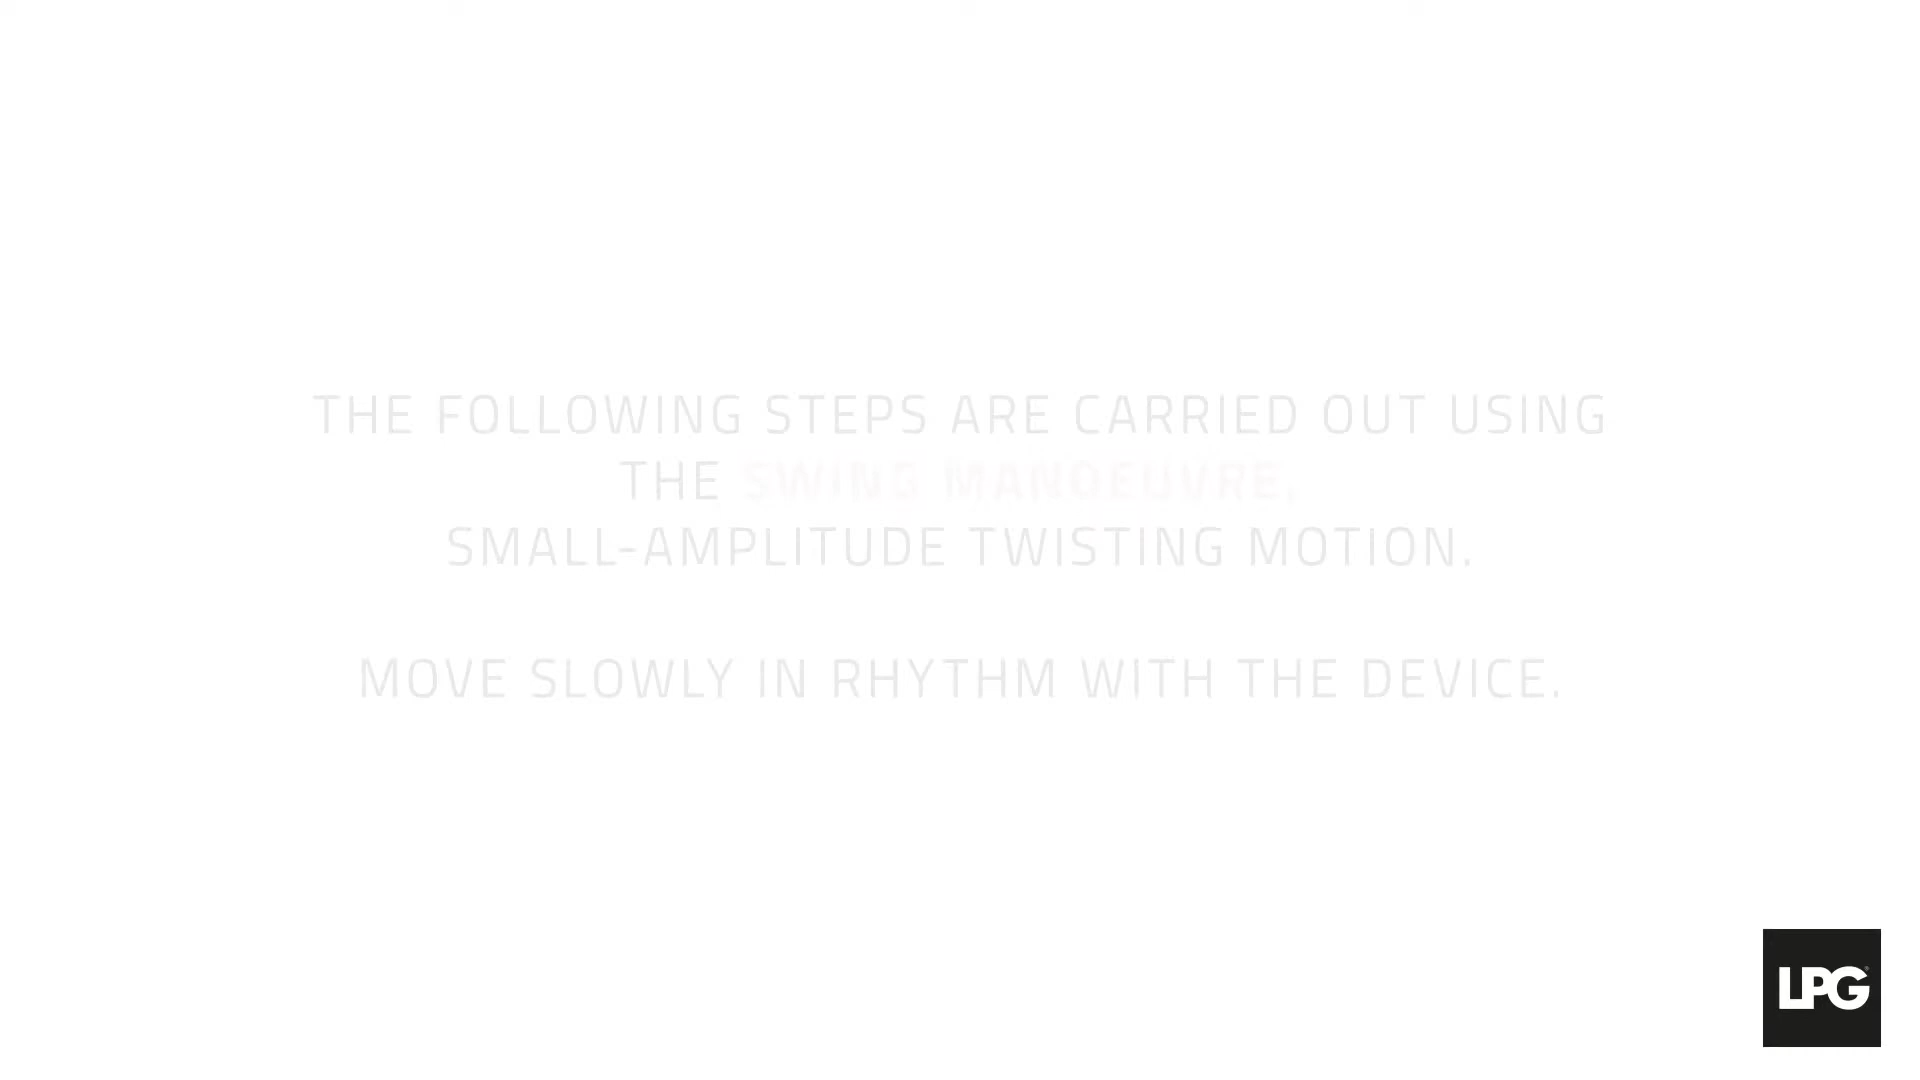 THE FOLLOWING STEPS ARE CARRIED OUT USING
THE SWING MANOEUVRE,
SMALL-AMPLITUDE TWISTING MOTION.
MOVE SLOWLY IN RHYTHM WITH THE DEVICE.
LPG